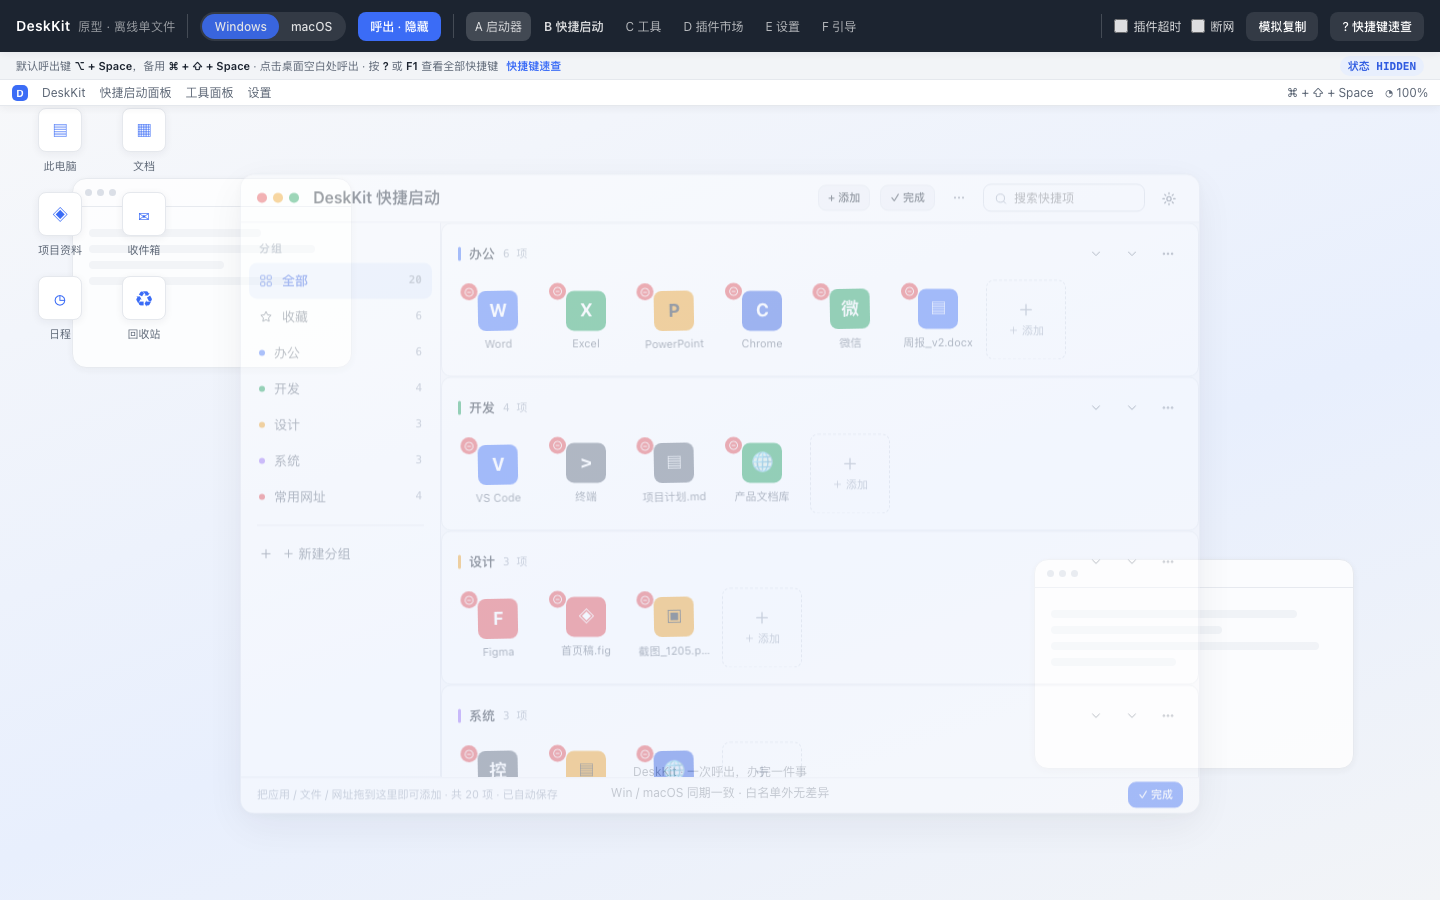 DeskKit 原型 · 离线单文件 Windows macOS 呼出 · 隐藏 A 启动器 B 快捷启动 C 工具 D 插件市场 E 设置 F 引导 插件超时 断网 模拟复制 ? 快捷键速查
默认呼出键 ⌥ + Space，备用 ⌘ + ⇧ + Space · 点击桌面空白处呼出 · 按 ? 或 F1 查看全部快捷键 快捷键速查 状态 HIDDEN
D DeskKit 快捷启动面板 工具面板 设置 ⌘ + ⇧ + Space 100%
此电脑 文档
项目资料 收件箱
日程 回收站
DeskKit 快捷启动 + 添加 ✓ 完成 ··· 搜索快捷项
分组
全部 20
收藏 6
办公 6
开发 4
设计 3
系统 3
常用网址 4
+ + 新建分组
办公 6 项 ···
W X P C 微 +
Word Excel PowerPoint Chrome 微信 周报_v2.docx + 添加
开发 4 项 ···
V > +
VS Code 终端 项目计划.md 产品文档库 + 添加
设计 3 项 ···
F +
Figma 首页稿.fig 截图_1205.p... + 添加
系统 3 项 ···
控 +
DeskKit · 一次呼出，办完一件事
Win / macOS 同期一致 · 白名单外无差异
把应用 / 文件 / 网址拖到这里即可添加 · 共 20 项 · 已自动保存 ✓ 完成